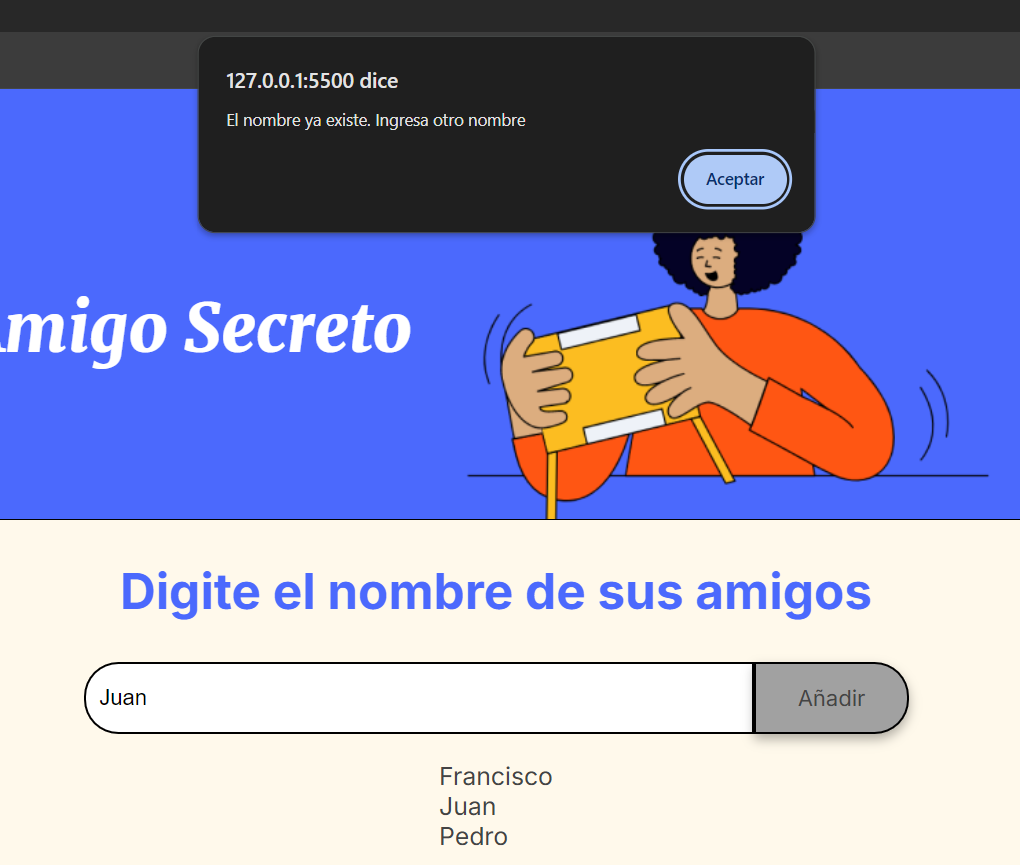 127.0.0.1:5500 dice
El nombre ya existe. Ingresa otro nombre
Aceptar
migo Secreto
Digite el nombre de sus amigos
Juan
Añadir
Francisco
Juan
Pedro